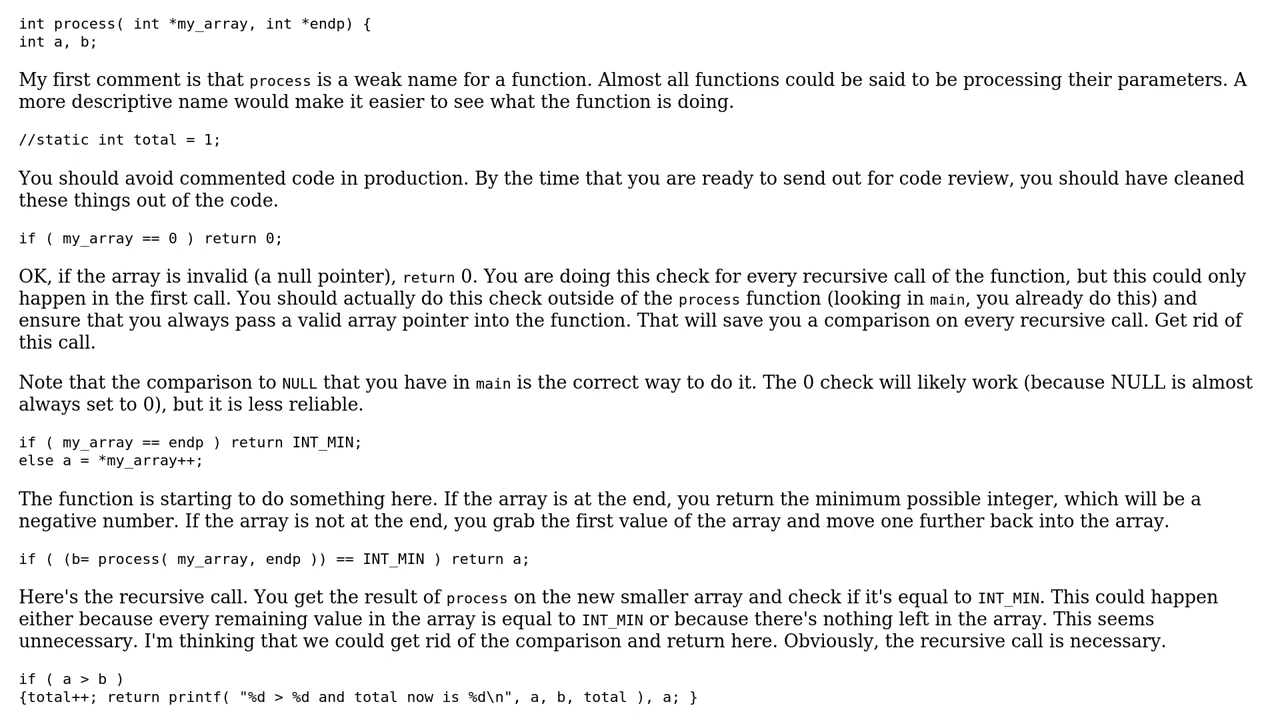 int process( int *my_array, int *endp) {
int a, b;
My first comment is that process is a weak name for a function. Almost all functions could be said to be processing their parameters. A
more descriptive name would make it easier to see what the function is doing.
//static int total = 1;
You should avoid commented code in production. By the time that you are ready to send out for code review, you should have cleaned
these things out of the code.
if ( my_array == 0 ) return 0;
OK, if the array is invalid (a null pointer), return 0. You are doing this check for every recursive call of the function, but this could only
happen in the first call. You should actually do this check outside of the process function (looking in main, you already do this) and
ensure that you always pass a valid array pointer into the function. That will save you a comparison on every recursive call. Get rid of
this call.
Note that the comparison to NULL that you have in main is the correct way to do it. The 0 check will likely work (because NULL is almost
always set to 0), but it is less reliable.
if ( my_array == endp ) return INT_MIN;
else a = *my_array++;
The function is starting to do something here. If the array is at the end, you return the minimum possible integer, which will be a
negative number. If the array is not at the end, you grab the first value of the array and move one further back into the array.
if ( (b= process( my_array, endp )) == INT_MIN ) return a;
Here's the recursive call. You get the result of process on the new smaller array and check if it's equal to INT_MIN. This could happen
either because every remaining value in the array is equal to INT_MIN or because there's nothing left in the array. This seems
unnecessary. I'm thinking that we could get rid of the comparison and return here. Obviously, the recursive call is necessary.
if ( a > b )
{total++; return printf( "%d > %d and total now is %d\n", a, b, total ), a; }